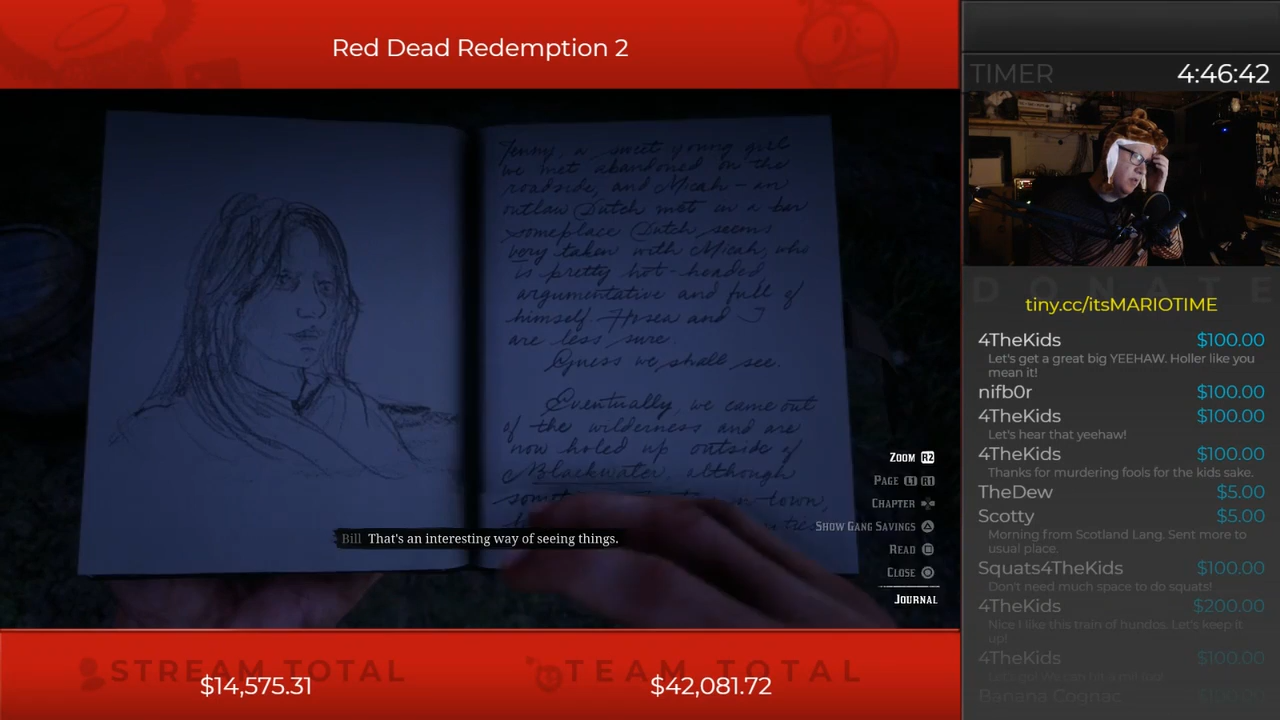 Red Dead Redemption 2
TIMER
4:46:42
Jenny, a sweet young girl
we met abandoned on the
roadside, and Micah – an
outlaw Dutch met in a bar
someplace Dutch seems
very taken with Micah, who
is pretty hot-headed
argumentative and full of
himself. Hosea and I
are less sure.
Guess we shall see.
Eventually, we came out
of the wilderness and are
now holed up outside of
Blackwater, although
in town,
Bill That's an interesting way of seeing things.
ZOOM R2
PAGE L1 R1
CHAPTER
SHOW GANG SAVINGS
READ
CLOSE
JOURNAL
DONATE
tiny.cc/itsMARIOTIME
4TheKids $100.00
Let's get a great big YEEHAW. Holler like you
mean it!
nifb0r $100.00
4TheKids $100.00
Let's hear that yeehaw!
4TheKids $100.00
Thanks for murdering fools for the kids sake.
TheDew $5.00
Scotty $5.00
Morning from Scotland Lang. Sent more to
usual place.
Squats4TheKids $100.00
Don't need much space to do squats!
4TheKids $200.00
Nice I like this train of hundos. Let's keep it
up!
4TheKids $100.00
Banana Cognac
STREAM TOTAL
$14,575.31
TEAM TOTAL
$42,081.72